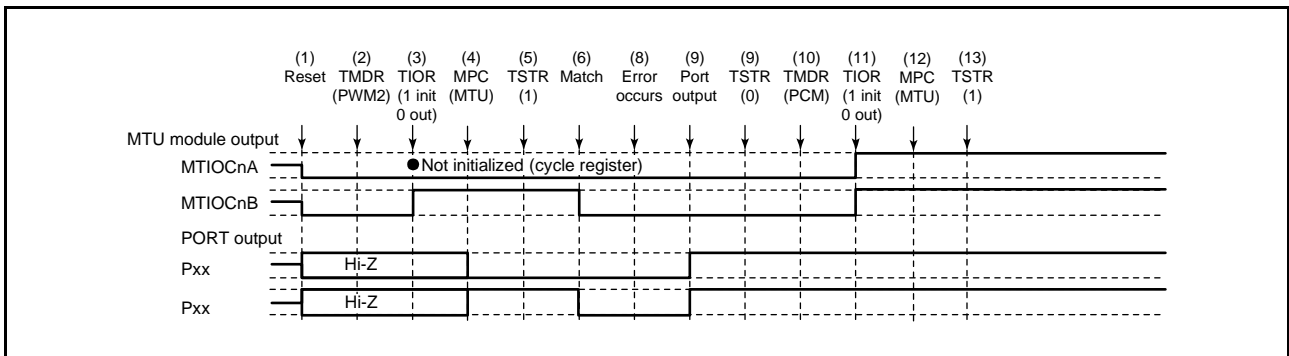 (1) (2) (3) (4) (5) (6) (8) (9) (9) (10) (11) (12) (13)
Reset TMDR TIOR MPC TSTR Match Error Port TSTR TMDR TIOR MPC TSTR
(PWM2) (1 init (MTU) (1) occurs output (0) (PCM) (1 init (MTU) (1)
0 out) 0 out)
MTU module output
MTIOCnA
Not initialized (cycle register)
MTIOCnB
PORT output
Pxx
Hi-Z
Pxx
Hi-Z